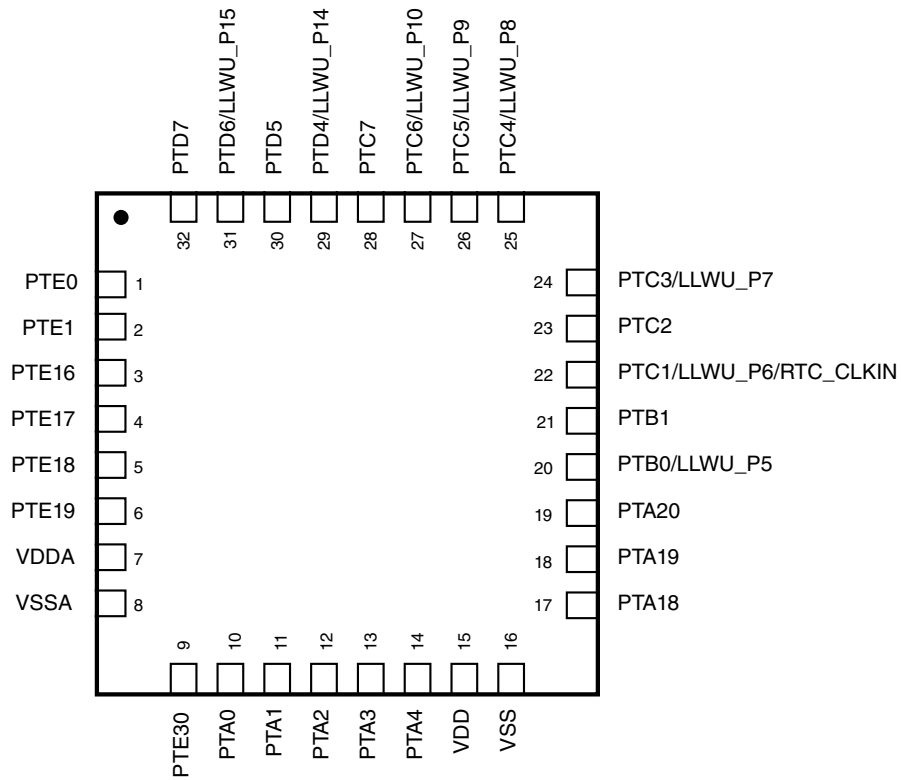 PTD7
PTD6/LLWU_P15
PTD5
PTD4/LLWU_P14
PTC7
PTC6/LLWU_P10
PTC5/LLWU_P9
PTC4/LLWU_P8
32
31
30
29
28
27
26
25
PTE0 1
PTE1 2
PTE16 3
PTE17 4
PTE18 5
PTE19 6
VDDA 7
VSSA 8
24 PTC3/LLWU_P7
23 PTC2
22 PTC1/LLWU_P6/RTC_CLKIN
21 PTB1
20 PTB0/LLWU_P5
19 PTA20
18 PTA19
17 PTA18
9
10
11
12
13
14
15
16
PTE30
PTA0
PTA1
PTA2
PTA3
PTA4
VDD
VSS